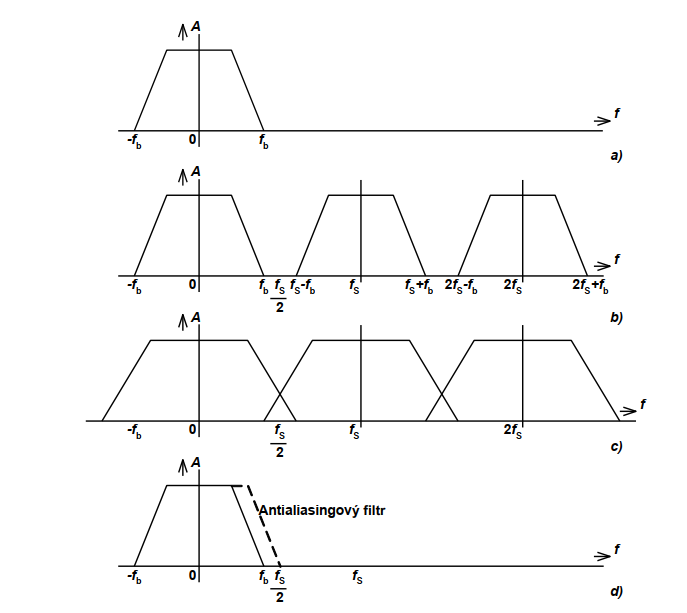 A
f
-fb 0 fb
a)
A
f
-fb 0 fb fS/2 fS-fb fS fS+fb 2fS-fb 2fS 2fS+fb
b)
A
f
-fb 0 fS/2 fS 2fS
c)
A
Antialiasingový filtr
f
-fb 0 fb fS/2 fS
d)